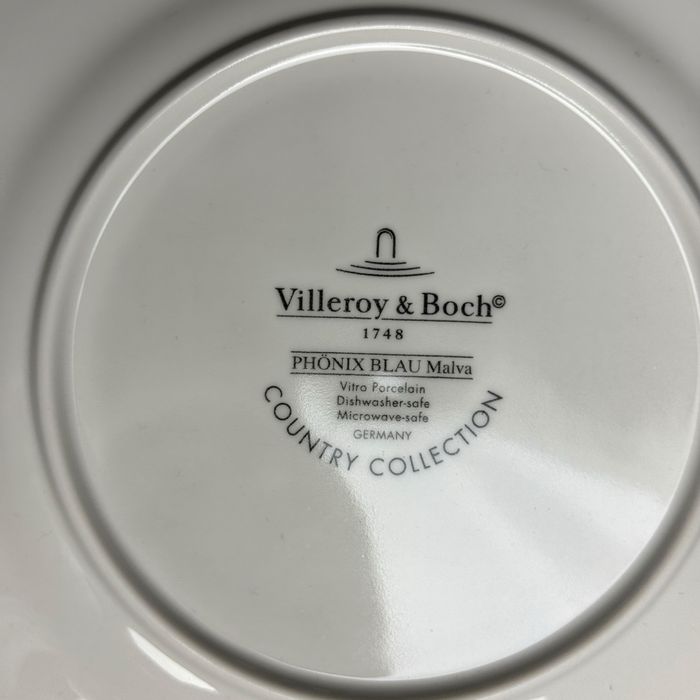 Villeroy & Boch©
1748
PHÖNIX BLAU Malva
Vitro Porcelain
Dishwasher-safe
Microwave-safe
GERMANY
COUNTRY COLLECTION